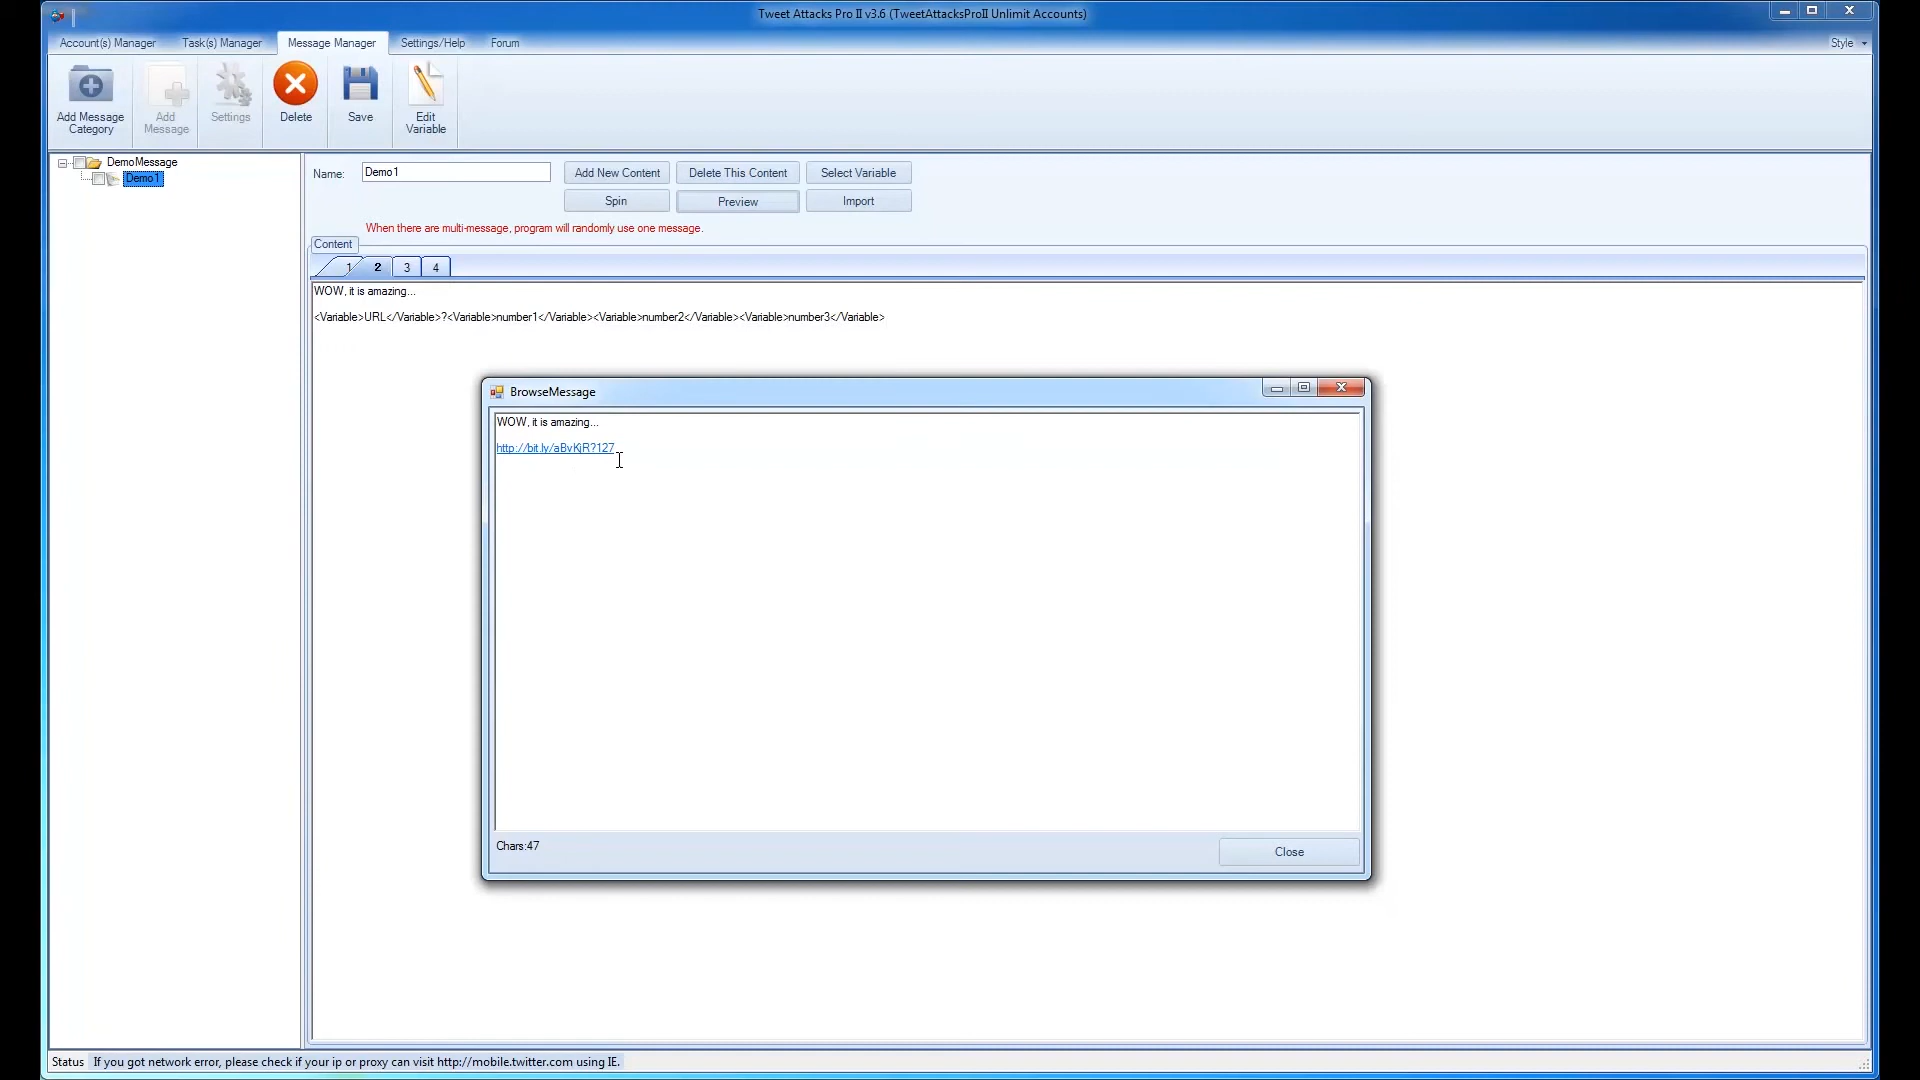 Tweet Attacks Pro II v3.6 (TweetAttacksProII Unlimit Accounts)
Account(s) Manager Task(s) Manager Message Manager Settings/Help Forum Style
Add Message Category
Add Message
Settings
Delete
Save
Edit Variable
DemoMessage
Demo1
Name: Demo1 Add New Content Delete This Content Select Variable
Spin Preview Import
When there are multi-message, program will randomly use one message.
Content
1 2 3 4
WOW, it is amazing...
<Variable>URL</Variable>?<Variable>number1</Variable><Variable>number2</Variable><Variable>number3</Variable>
BrowseMessage
WOW, it is amazing...
http://bit.ly/aBvKjR?127
Chars:47
Close
Status If you got network error, please check if your ip or proxy can visit http://mobile.twitter.com using IE.